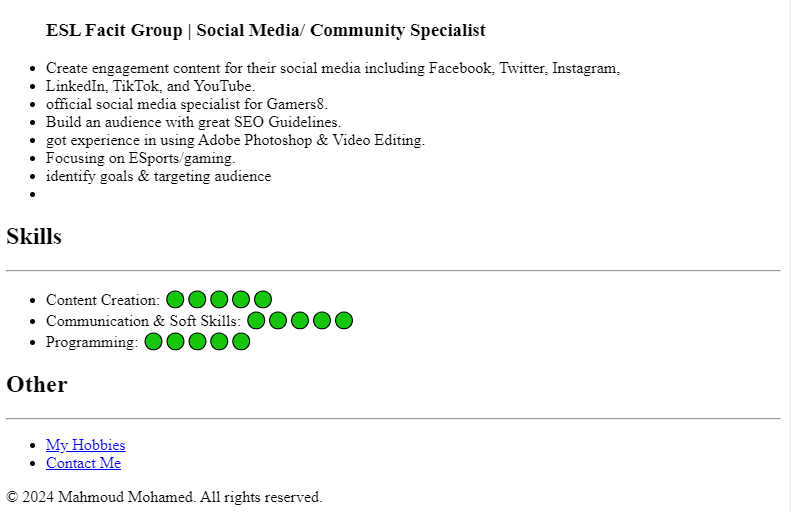 ESL Facit Group | Social Media/ Community Specialist
Create engagement content for their social media including Facebook, Twitter, Instagram,
LinkedIn, TikTok, and YouTube.
official social media specialist for Gamers8.
Build an audience with great SEO Guidelines.
got experience in using Adobe Photoshop & Video Editing.
Focusing on ESports/gaming.
identify goals & targeting audience
Skills
Content Creation:
Communication & Soft Skills:
Programming:
Other
My Hobbies
Contact Me
© 2024 Mahmoud Mohamed. All rights reserved.